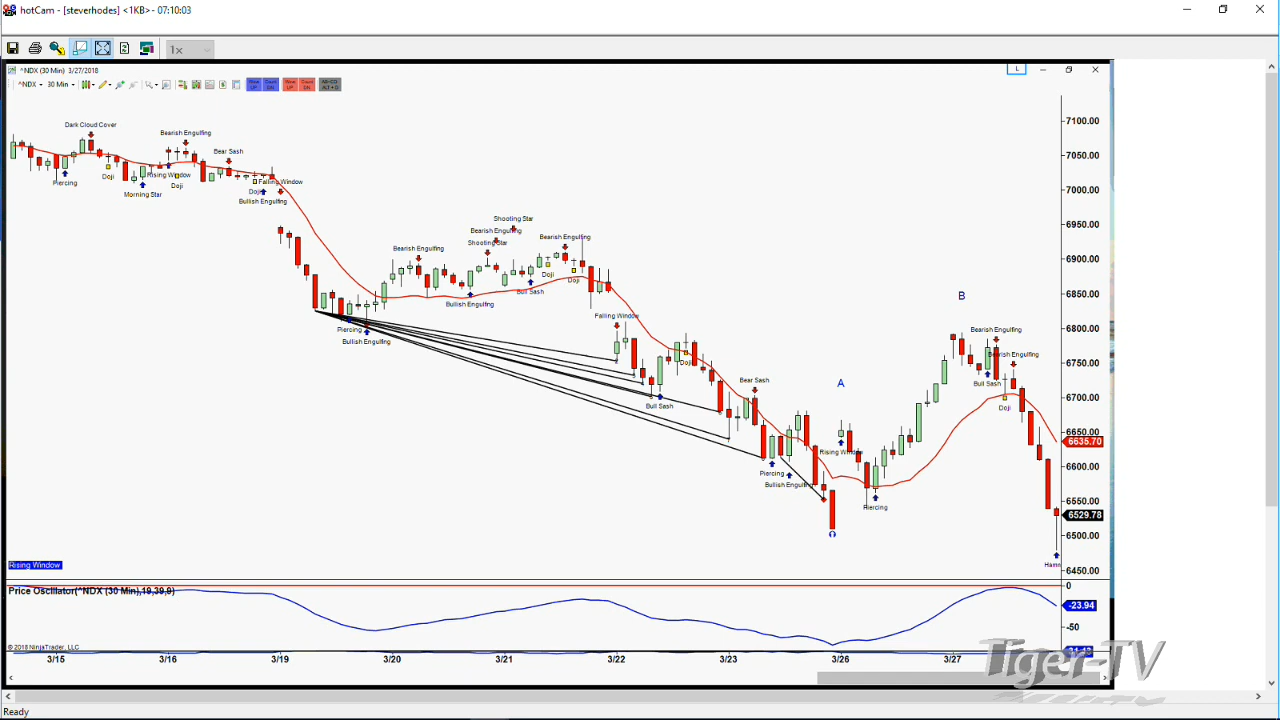 hotCam - [steverhodes] <1KB>- 07:10:03
1x
^NDX (30 Min) 3/27/2018
L
^NDX 30 Min
ALT + D
7100.00
7050.00
7000.00
6950.00
6900.00
6850.00
6800.00
6750.00
6700.00
6650.00
6635.70
6600.00
6550.00
6529.78
6500.00
6450.00
Dark Cloud Cover
Bearish Engulfing
Bear Sash
Piercing
Doji
Morning Star
Rising Window
Doji
Doji
Falling Window
Bullish Engulfing
Shooting Star
Bearish Engulfing
Shooting Star
Bearish Engulfing
Bearish Engulfing
Doji
Doji
Bull Sash
Bullish Engulfing
Falling Window
Piercing
Bullish Engulfing
Doji
Bull Sash
Bear Sash
A
B
Bearish Engulfing
Bearish Engulfing
Bull Sash
Doji
Rising Window
Piercing
Bullish Engulfing
Piercing
Hamm
Rising Window
Price Oscillator(^NDX (30 Min),19,39,9)
0
-23.94
-50
© 2018 NinjaTrader, LLC
3/15 3/16 3/19 3/20 3/21 3/22 3/23 3/26 3/27
Tiger-TV
Ready